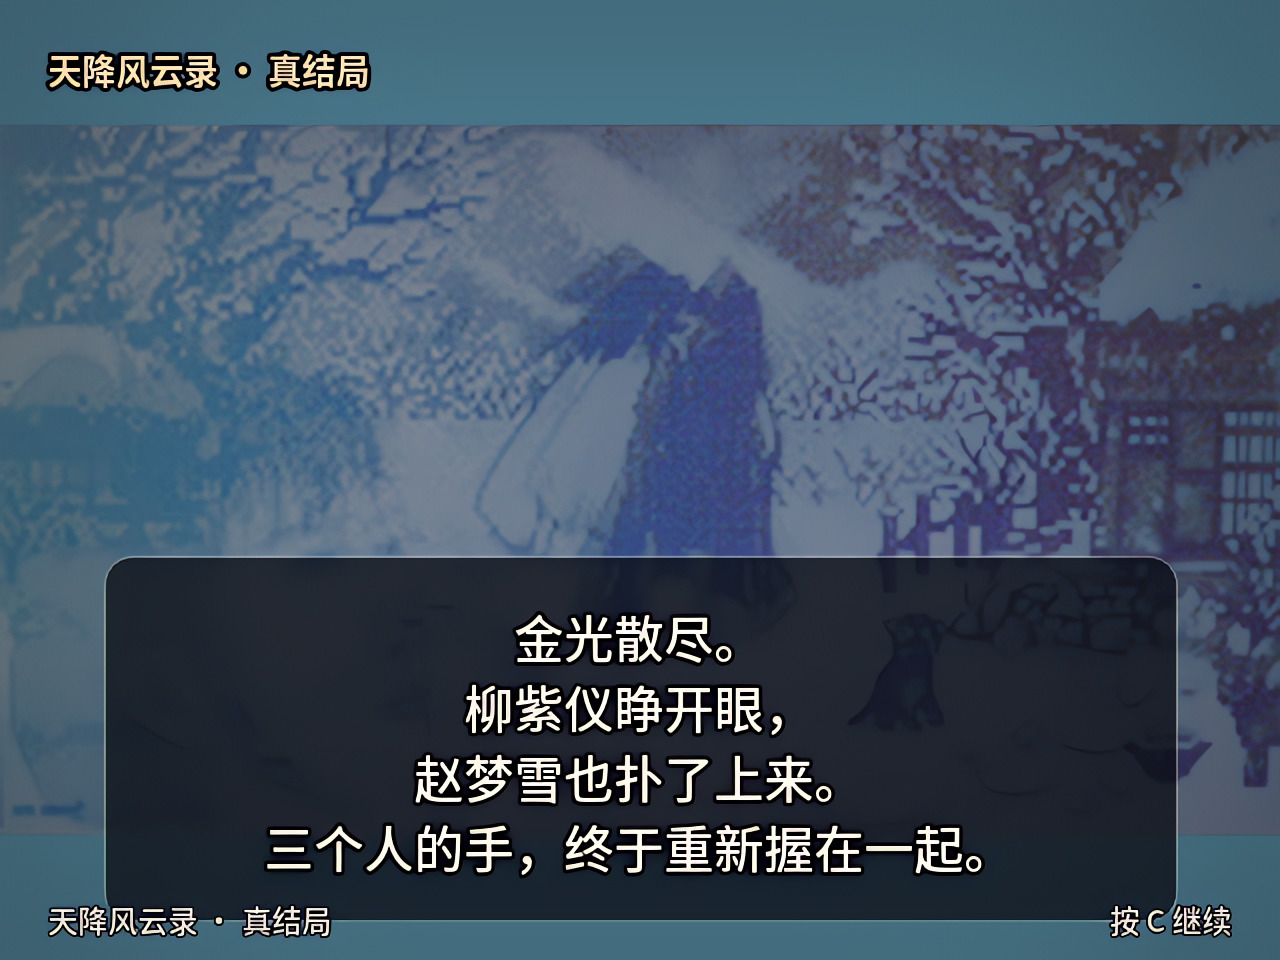 天降风云录 · 真结局
金光散尽。
柳紫仪睁开眼，
赵梦雪也扑了上来。
三个人的手，终于重新握在一起。
天降风云录 · 真结局
按 C 继续